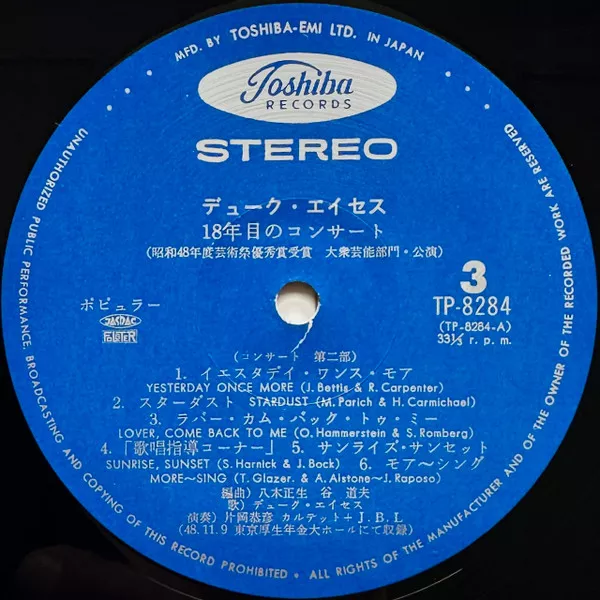 MFD. BY TOSHIBA-EMI LTD. IN JAPAN
Toshiba
RECORDS
STEREO
デューク・エイセス
18年目のコンサート
(昭和48年度芸術祭優秀賞受賞 大衆芸能部門・公演)
3
TP-8284
(TP-8284-A)
33⅓ r. p. m.
ポピュラー
JASRAC
(コンサート 第二部)
1. イエスタデイ・ワンス・モア
YESTERDAY ONCE MORE (J. Bettis & R. Carpenter)
2. スターダスト STARDUST (M. Parich & H. Carmichael)
3. ラバー・カム・バック・トゥ・ミー
LOVER, COME BACK TO ME (O. Hammerstein & S. Romberg)
4.「歌唱指導コーナー」 5. サンライズ・サンセット
SUNRISE, SUNSET (S. Harnick & J. Bock) 6. モア〜シング
MORE〜SING (T. Glazer. & A. Alstone〜J. Raposo)
編曲) 八木正生 谷 道夫
歌) デューク・エイセス
演奏) 片岡恭彦 カルテット+J. B. L
(48. 11. 9 東京厚生年金大ホールにて収録)
UNAUTHORIZED PUBLIC PERFORMANCE. BROADCASTING AND COPYING OF THIS RECORD PROHIBITED • ALL RIGHTS OF THE MANUFACTURER AND OF THE OWNER OF THE RECORDED WORK ARE RESERVED